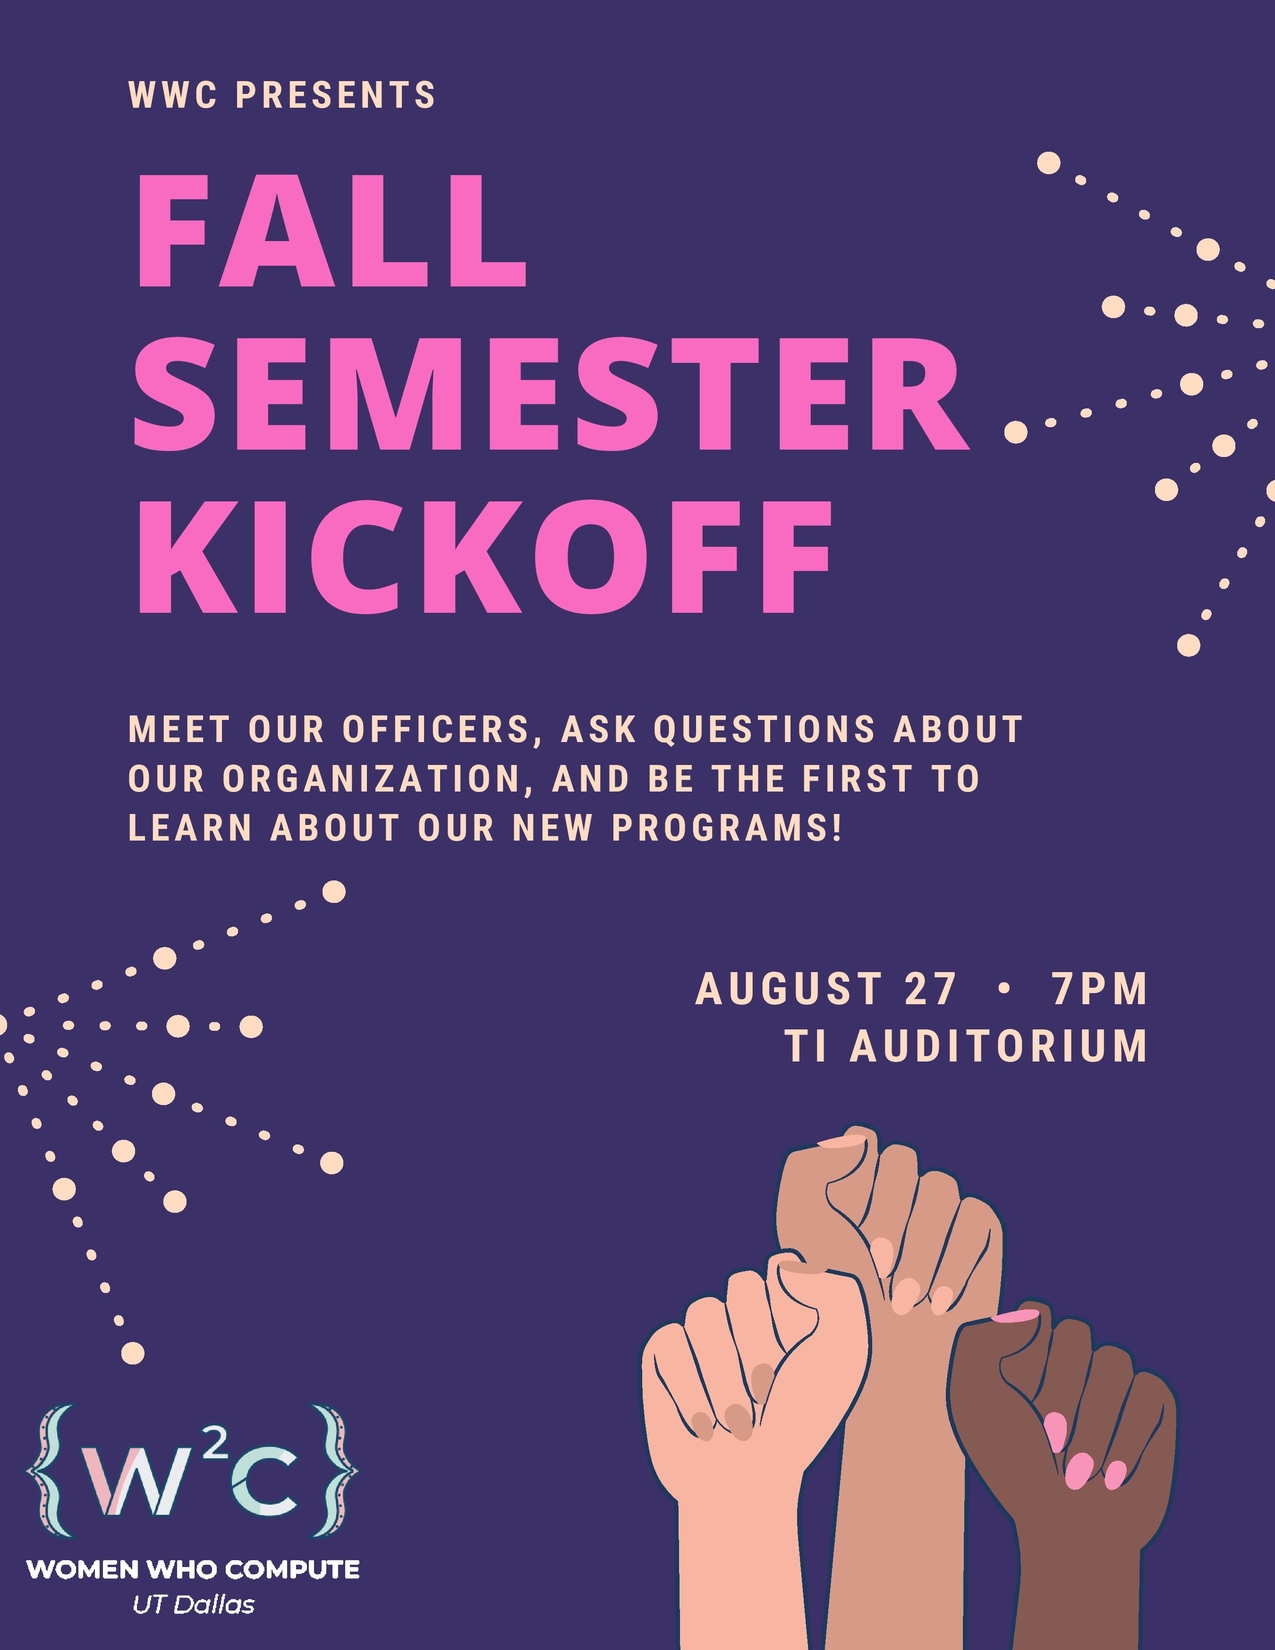 WWC PRESENTS
FALL
SEMESTER
KICKOFF
MEET OUR OFFICERS, ASK QUESTIONS ABOUT
OUR ORGANIZATION, AND BE THE FIRST TO
LEARN ABOUT OUR NEW PROGRAMS!
AUGUST 27 • 7PM
TI AUDITORIUM
{W²C}
WOMEN WHO COMPUTE
UT Dallas